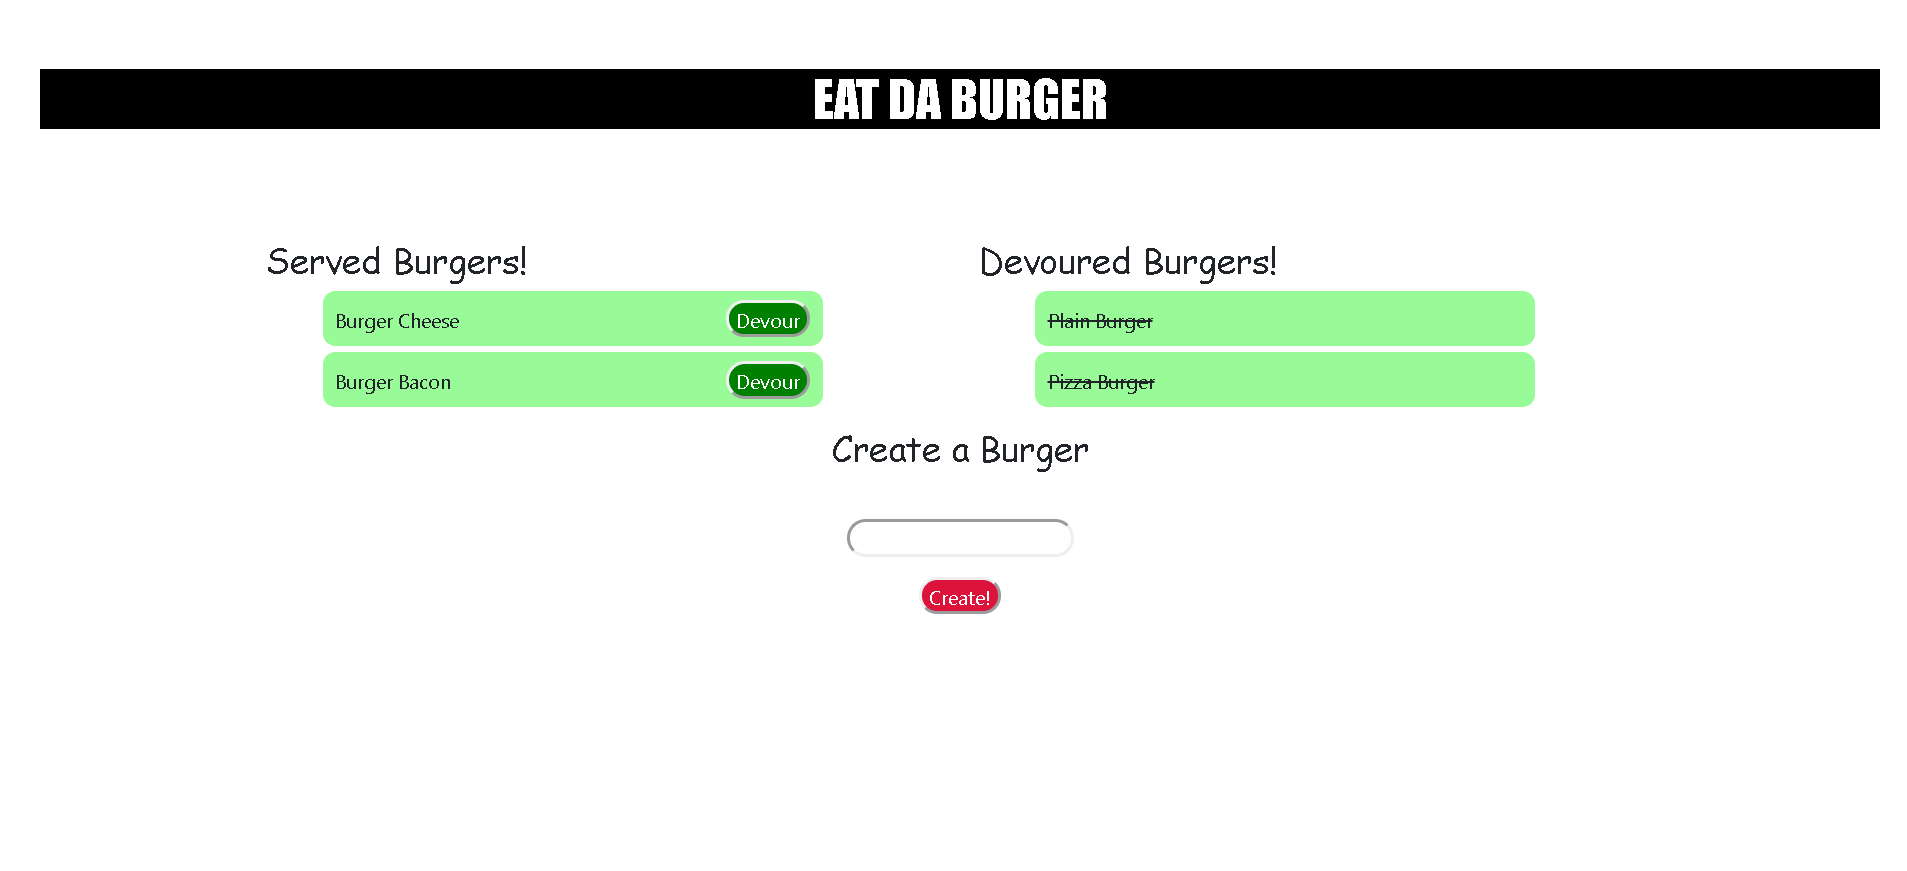 EAT DA BURGER
Served Burgers!
Burger Cheese Devour
Burger Bacon Devour
Devoured Burgers!
Plain Burger
Pizza Burger
Create a Burger
Create!